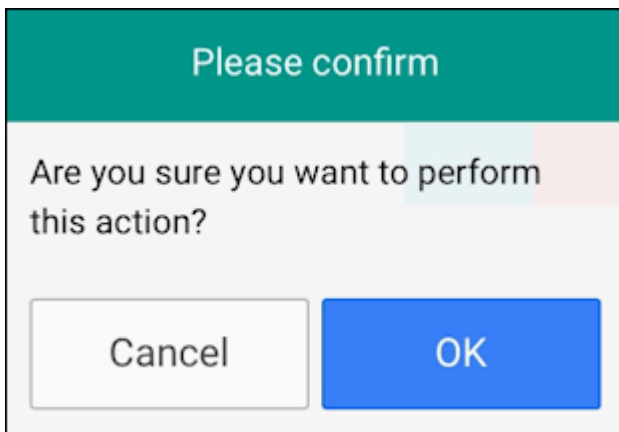 Please confirm
Are you sure you want to perform
this action?
Cancel
OK